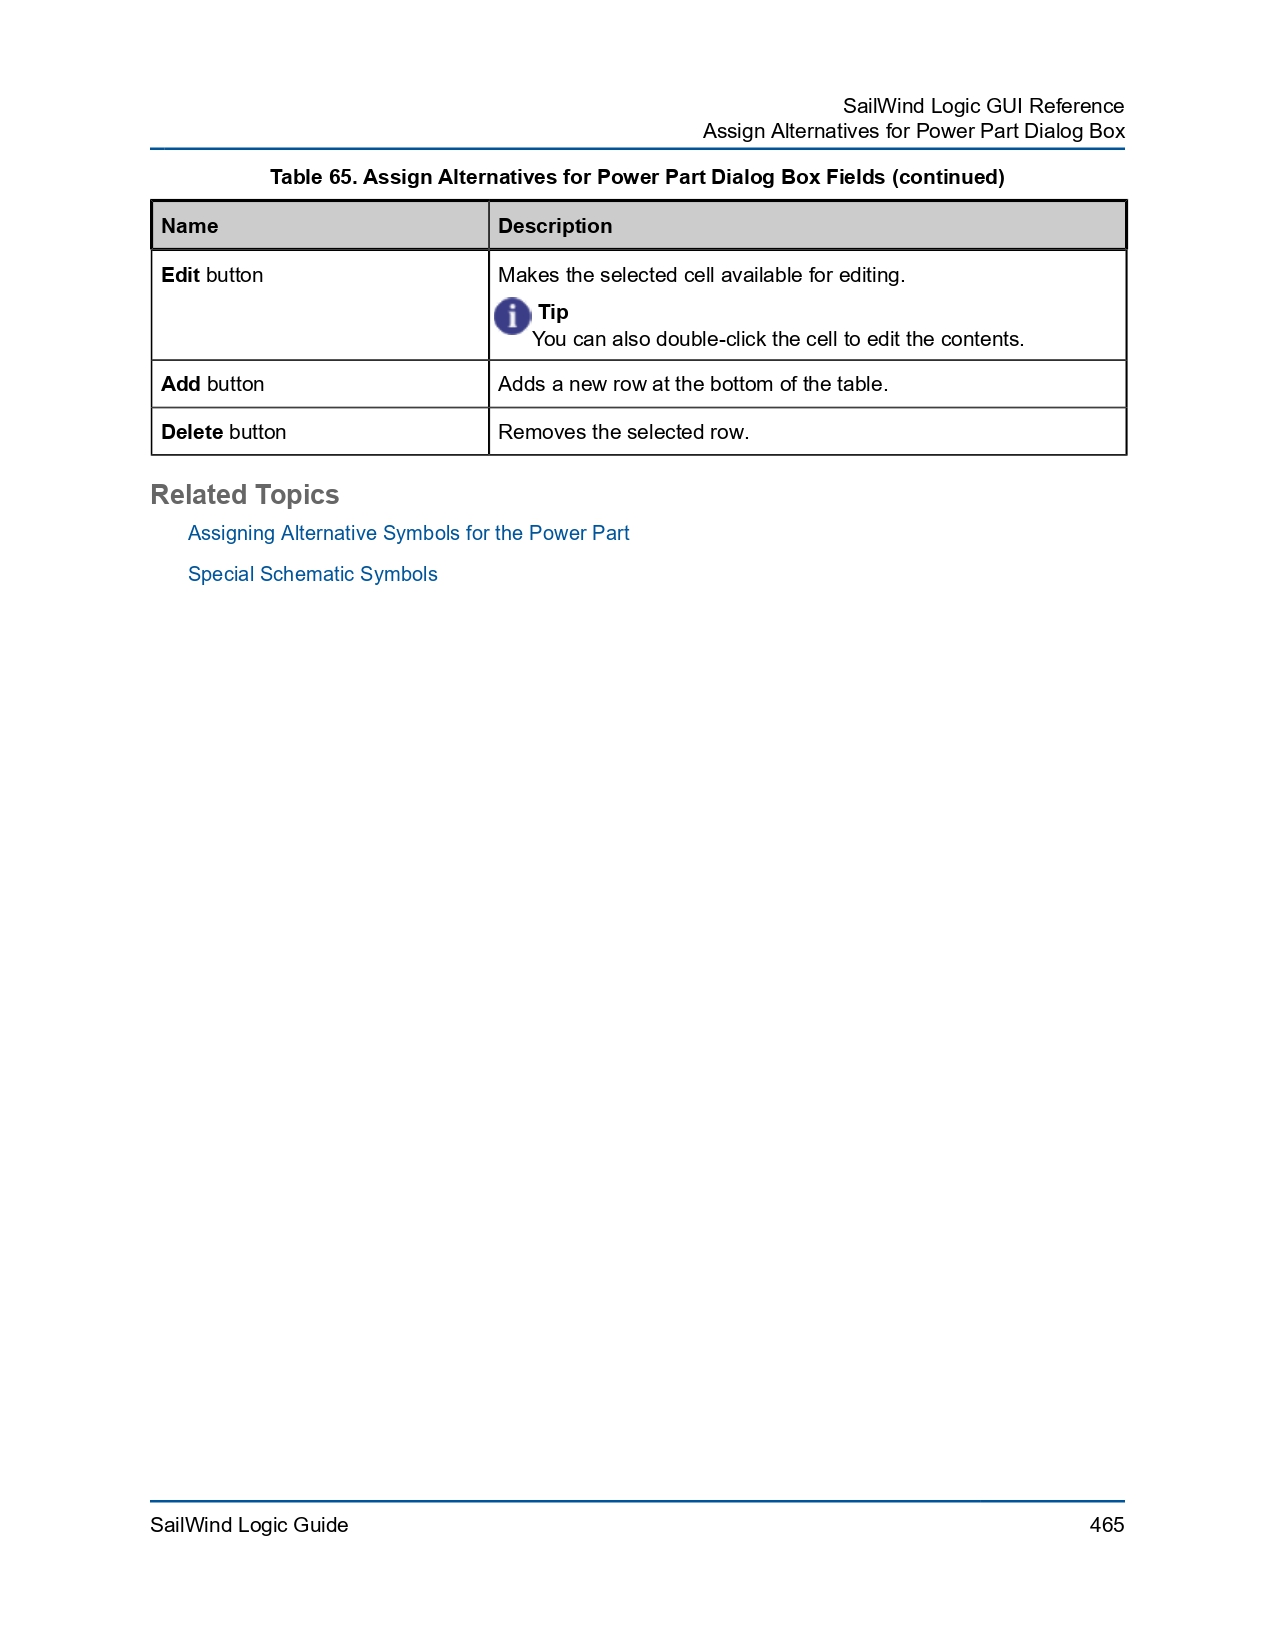 SailWind Logic GUI Reference
Assign Alternatives for Power Part Dialog Box
Table 65. Assign Alternatives for Power Part Dialog Box Fields (continued)
Name Description
Edit button Makes the selected cell available for editing.
Tip
You can also double-click the cell to edit the contents.
Add button Adds a new row at the bottom of the table.
Delete button Removes the selected row.
Related Topics
Assigning Alternative Symbols for the Power Part
Special Schematic Symbols
SailWind Logic Guide 465